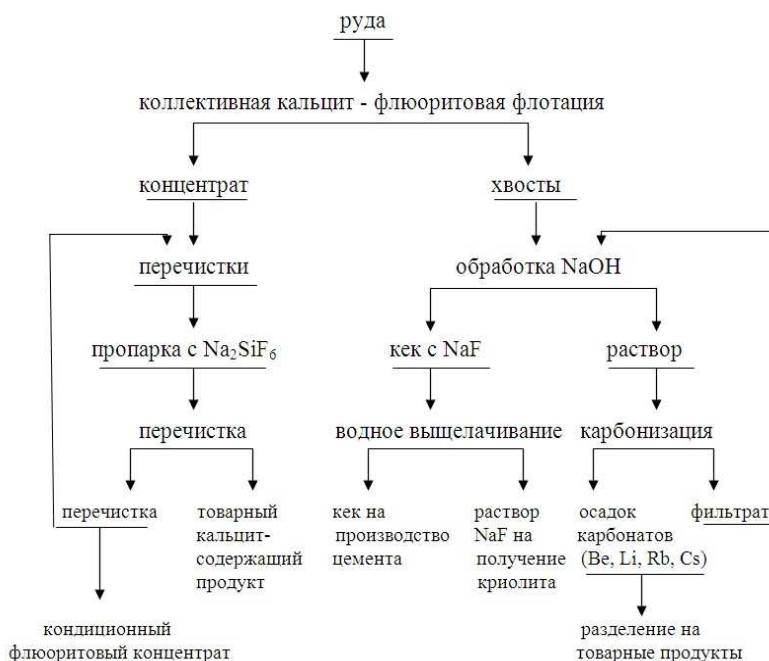 руда
коллективная кальцит - флюоритовая флотация
концентрат
хвосты
перечистки
обработка NaOH
пропарка с Na₂SiF₆
кек с NaF
раствор
перечистка
водное выщелачивание
карбонизация
перечистка
товарный
кальцит-
содержащий
продукт
кек на
производство
цемента
раствор
NaF на
получение
криолита
осадок
карбонатов
(Be, Li, Rb, Cs)
фильтрат
кондиционный
флюоритовый концентрат
разделение на
товарные продукты